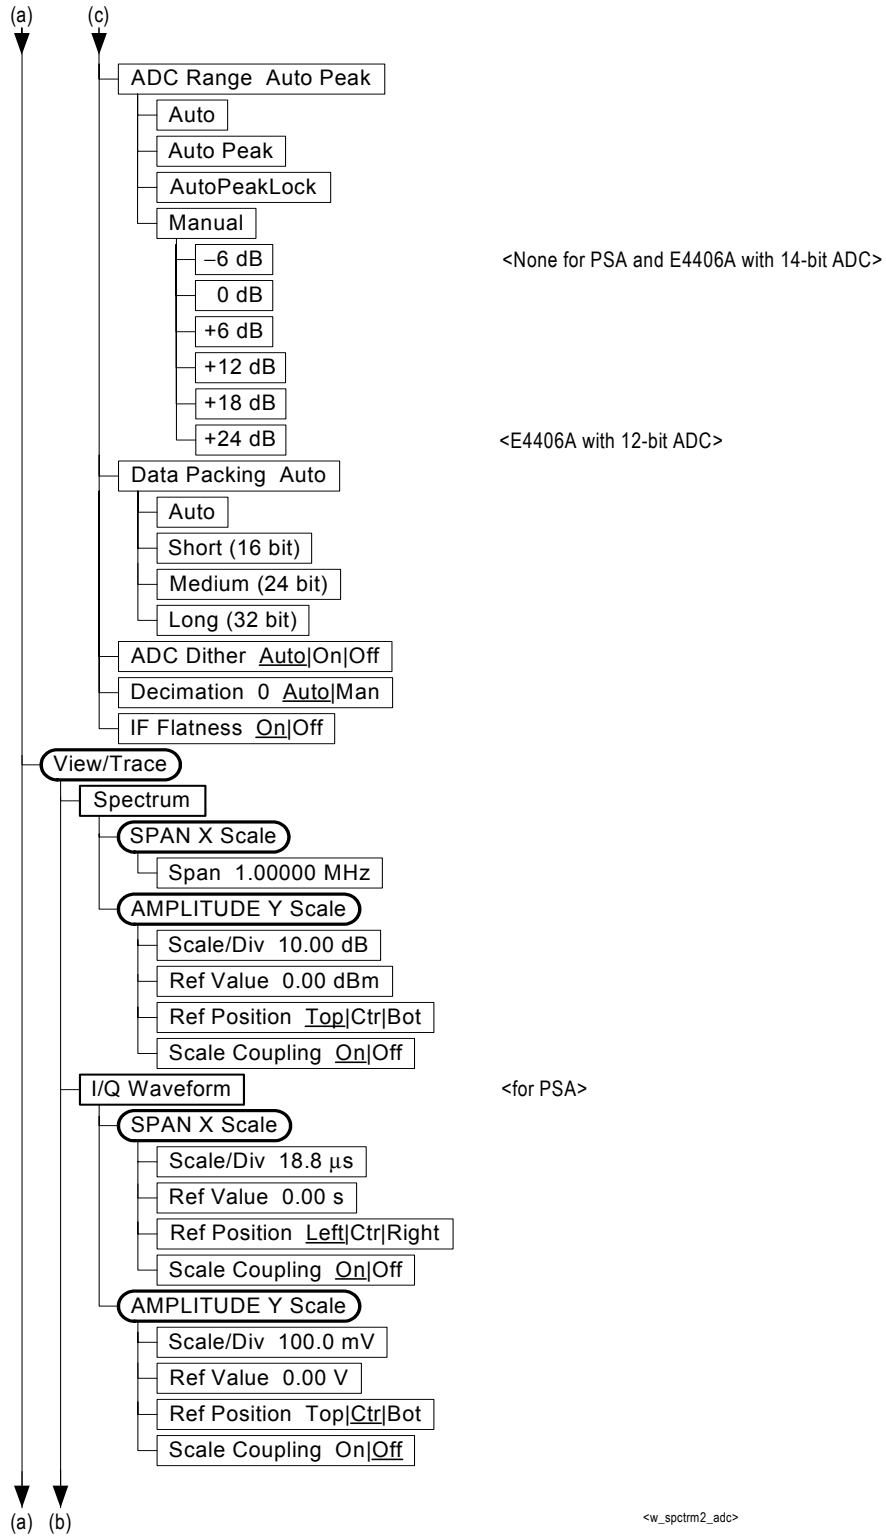 (a) (c)
ADC Range Auto Peak
Auto
Auto Peak
AutoPeakLock
Manual
–6 dB <None for PSA and E4406A with 14-bit ADC>
0 dB
+6 dB
+12 dB
+18 dB
+24 dB <E4406A with 12-bit ADC>
Data Packing Auto
Auto
Short (16 bit)
Medium (24 bit)
Long (32 bit)
ADC Dither Auto|On|Off
Decimation 0 Auto|Man
IF Flatness On|Off
View/Trace
Spectrum
SPAN X Scale
Span 1.00000 MHz
AMPLITUDE Y Scale
Scale/Div 10.00 dB
Ref Value 0.00 dBm
Ref Position Top|Ctr|Bot
Scale Coupling On|Off
I/Q Waveform <for PSA>
SPAN X Scale
Scale/Div 18.8 μs
Ref Value 0.00 s
Ref Position Left|Ctr|Right
Scale Coupling On|Off
AMPLITUDE Y Scale
Scale/Div 100.0 mV
Ref Value 0.00 V
Ref Position Top|Ctr|Bot
Scale Coupling On|Off
(a) (b) <w_spctrm2_adc>